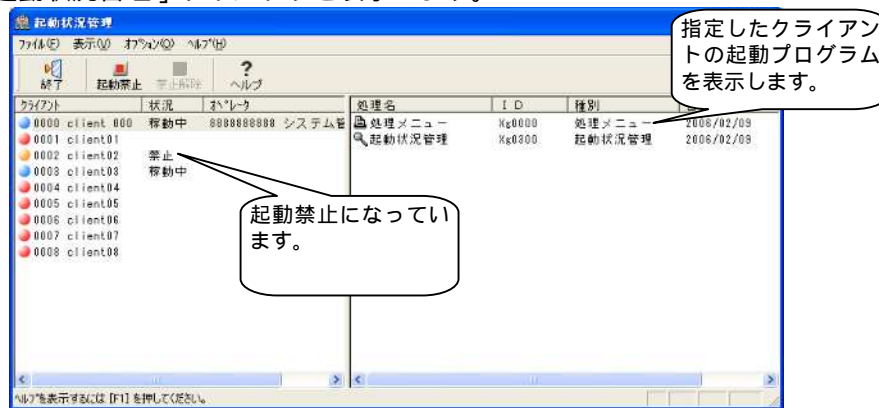 起動状況管理
ファイル(F) 表示(V) オプション(O) ヘルプ(H)
終了 起動禁止 禁止解除 ヘルプ
クライアント 状況 オペレータ
処理名 ID 種別
0000 client 000 稼動中 8888888888 システム管
処理メニュー Xg0000 処理メニュー 2006/02/09
0001 client01
起動状況管理 Xg0300 起動状況管理 2006/02/09
0002 client02 禁止
0003 client03 稼動中
0004 client04
0005 client05
0006 client06
0007 client07
0008 client08
指定したクライアン
トの起動プログラム
を表示します。
起動禁止になってい
ます。
ヘルプを表示するには [F1] を押してください。